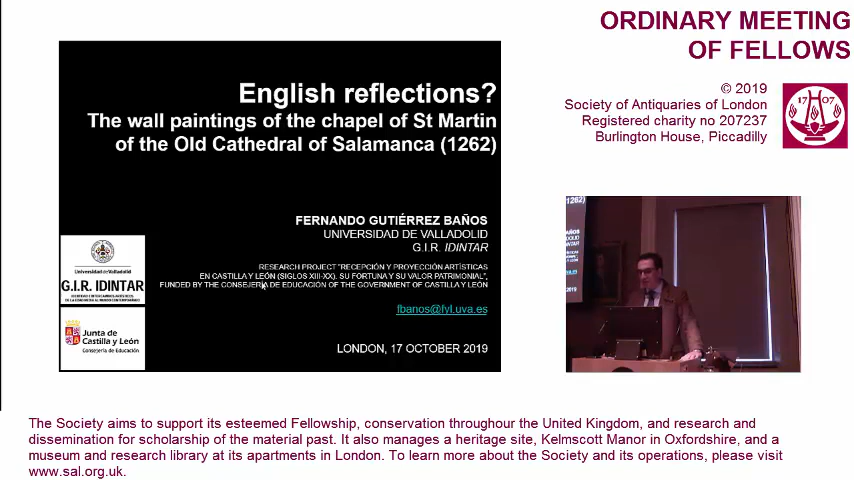 ORDINARY MEETING
OF FELLOWS
© 2019
Society of Antiquaries of London
Registered charity no 207237
Burlington House, Piccadilly
1707
English reflections?
The wall paintings of the chapel of St Martin
of the Old Cathedral of Salamanca (1262)
FERNANDO GUTIÉRREZ BAÑOS
UNIVERSIDAD DE VALLADOLID
G.I.R. IDINTAR
RESEARCH PROJECT "RECEPCIÓN Y PROYECCIÓN ARTÍSTICAS
EN CASTILLA Y LEÓN (SIGLOS XIII-XX). SU FORTUNA Y SU VALOR PATRIMONIAL",
FUNDED BY THE CONSEJERÍA DE EDUCACIÓN OF THE GOVERNMENT OF CASTILLA Y LEÓN
fbanos@fyl.uva.es
LONDON, 17 OCTOBER 2019
Universidad de Valladolid
G.I.R. IDINTAR
Junta de
Castilla y León
Consejería de Educación
1262)
The Society aims to support its esteemed Fellowship, conservation throughour the United Kingdom, and research and
dissemination for scholarship of the material past. It also manages a heritage site, Kelmscott Manor in Oxfordshire, and a
museum and research library at its apartments in London. To learn more about the Society and its operations, please visit
www.sal.org.uk.